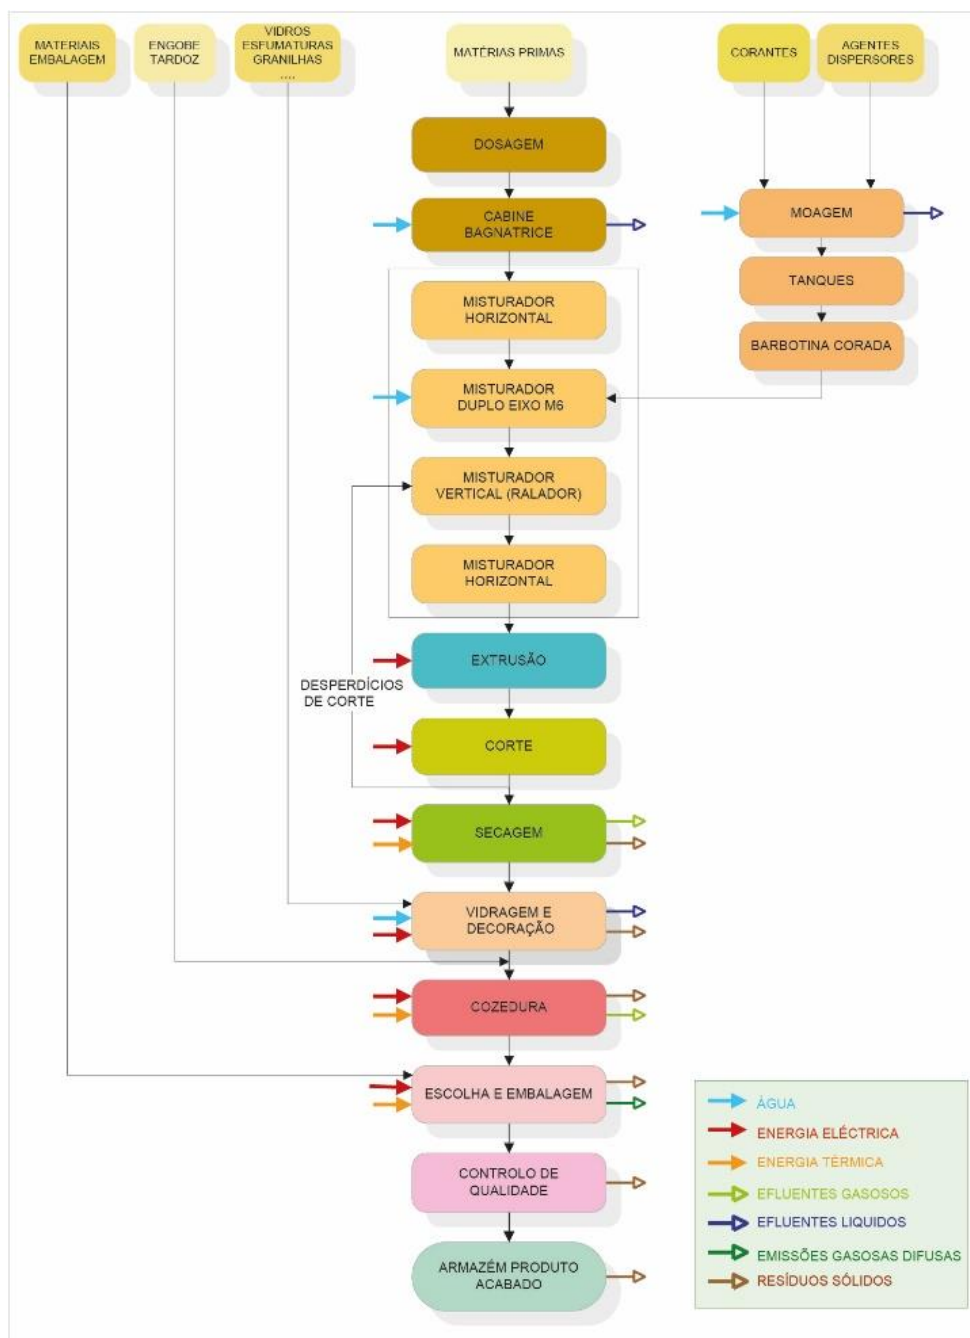 MATERIAIS
EMBALAGEM
ENGOBE
TARDOZ
VIDROS
ESFUMATURAS
GRANILHAS
....
MATÉRIAS PRIMAS
CORANTES
AGENTES
DISPERSORES
DOSAGEM
CABINE
BAGNATRICE
MOAGEM
TANQUES
BARBOTINA CORADA
MISTURADOR
HORIZONTAL
MISTURADOR
DUPLO EIXO M6
MISTURADOR
VERTICAL (RALADOR)
MISTURADOR
HORIZONTAL
EXTRUSÃO
DESPERDÍCIOS
DE CORTE
CORTE
SECAGEM
VIDRAGEM E
DECORAÇÃO
COZEDURA
ESCOLHA E EMBALAGEM
CONTROLO DE
QUALIDADE
ARMAZÉM PRODUTO
ACABADO
ÁGUA
ENERGIA ELÉCTRICA
ENERGIA TÉRMICA
EFLUENTES GASOSOS
EFLUENTES LIQUIDOS
EMISSÕES GASOSAS DIFUSAS
RESÍDUOS SÓLIDOS